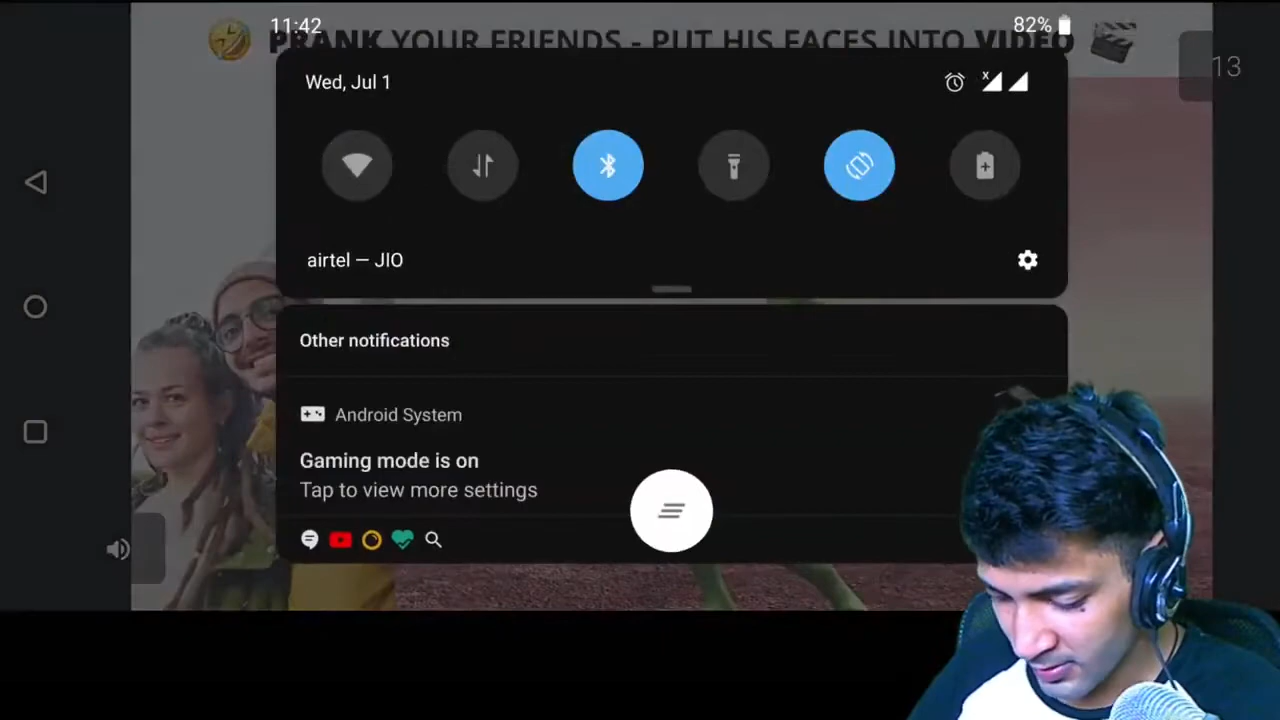 11:42
82%
PRANK YOUR FRIENDS - PUT HIS FACES INTO VIDEO
13
Wed, Jul 1
x
airtel — JIO
Other notifications
Android System
Gaming mode is on
Tap to view more settings